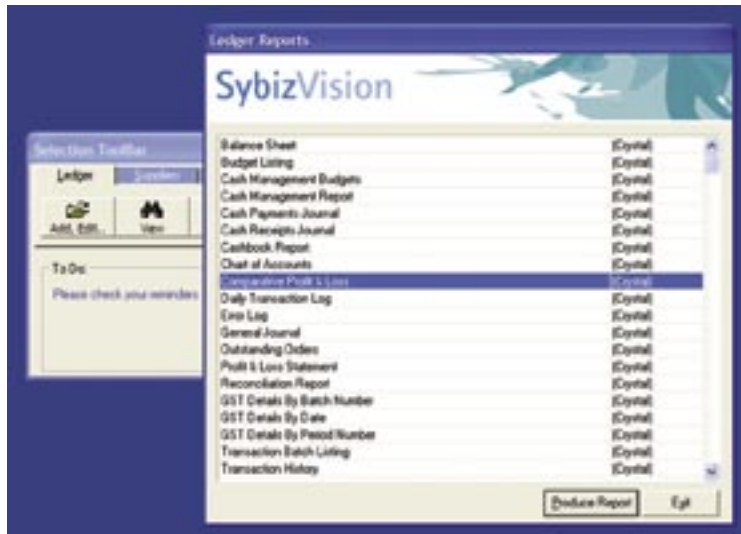 Ledger Reports
SybizVision
Selection ToolBar
Ledger Suppliers
Add, Edit... View
To Do:
Please check your reminders
Balance Sheet (Crystal)
Budget Listing (Crystal)
Cash Management Budgets (Crystal)
Cash Management Report (Crystal)
Cash Payments Journal (Crystal)
Cash Receipts Journal (Crystal)
Cashbook Report (Crystal)
Chart of Accounts (Crystal)
Comparative Profit & Loss (Crystal)
Daily Transaction Log (Crystal)
Error Log (Crystal)
General Journal (Crystal)
Outstanding Orders (Crystal)
Profit & Loss Statement (Crystal)
Reconciliation Report (Crystal)
GST Details By Batch Number (Crystal)
GST Details By Date (Crystal)
GST Details By Period Number (Crystal)
Transaction Batch Listing (Crystal)
Transaction History (Crystal)
Produce Report Exit